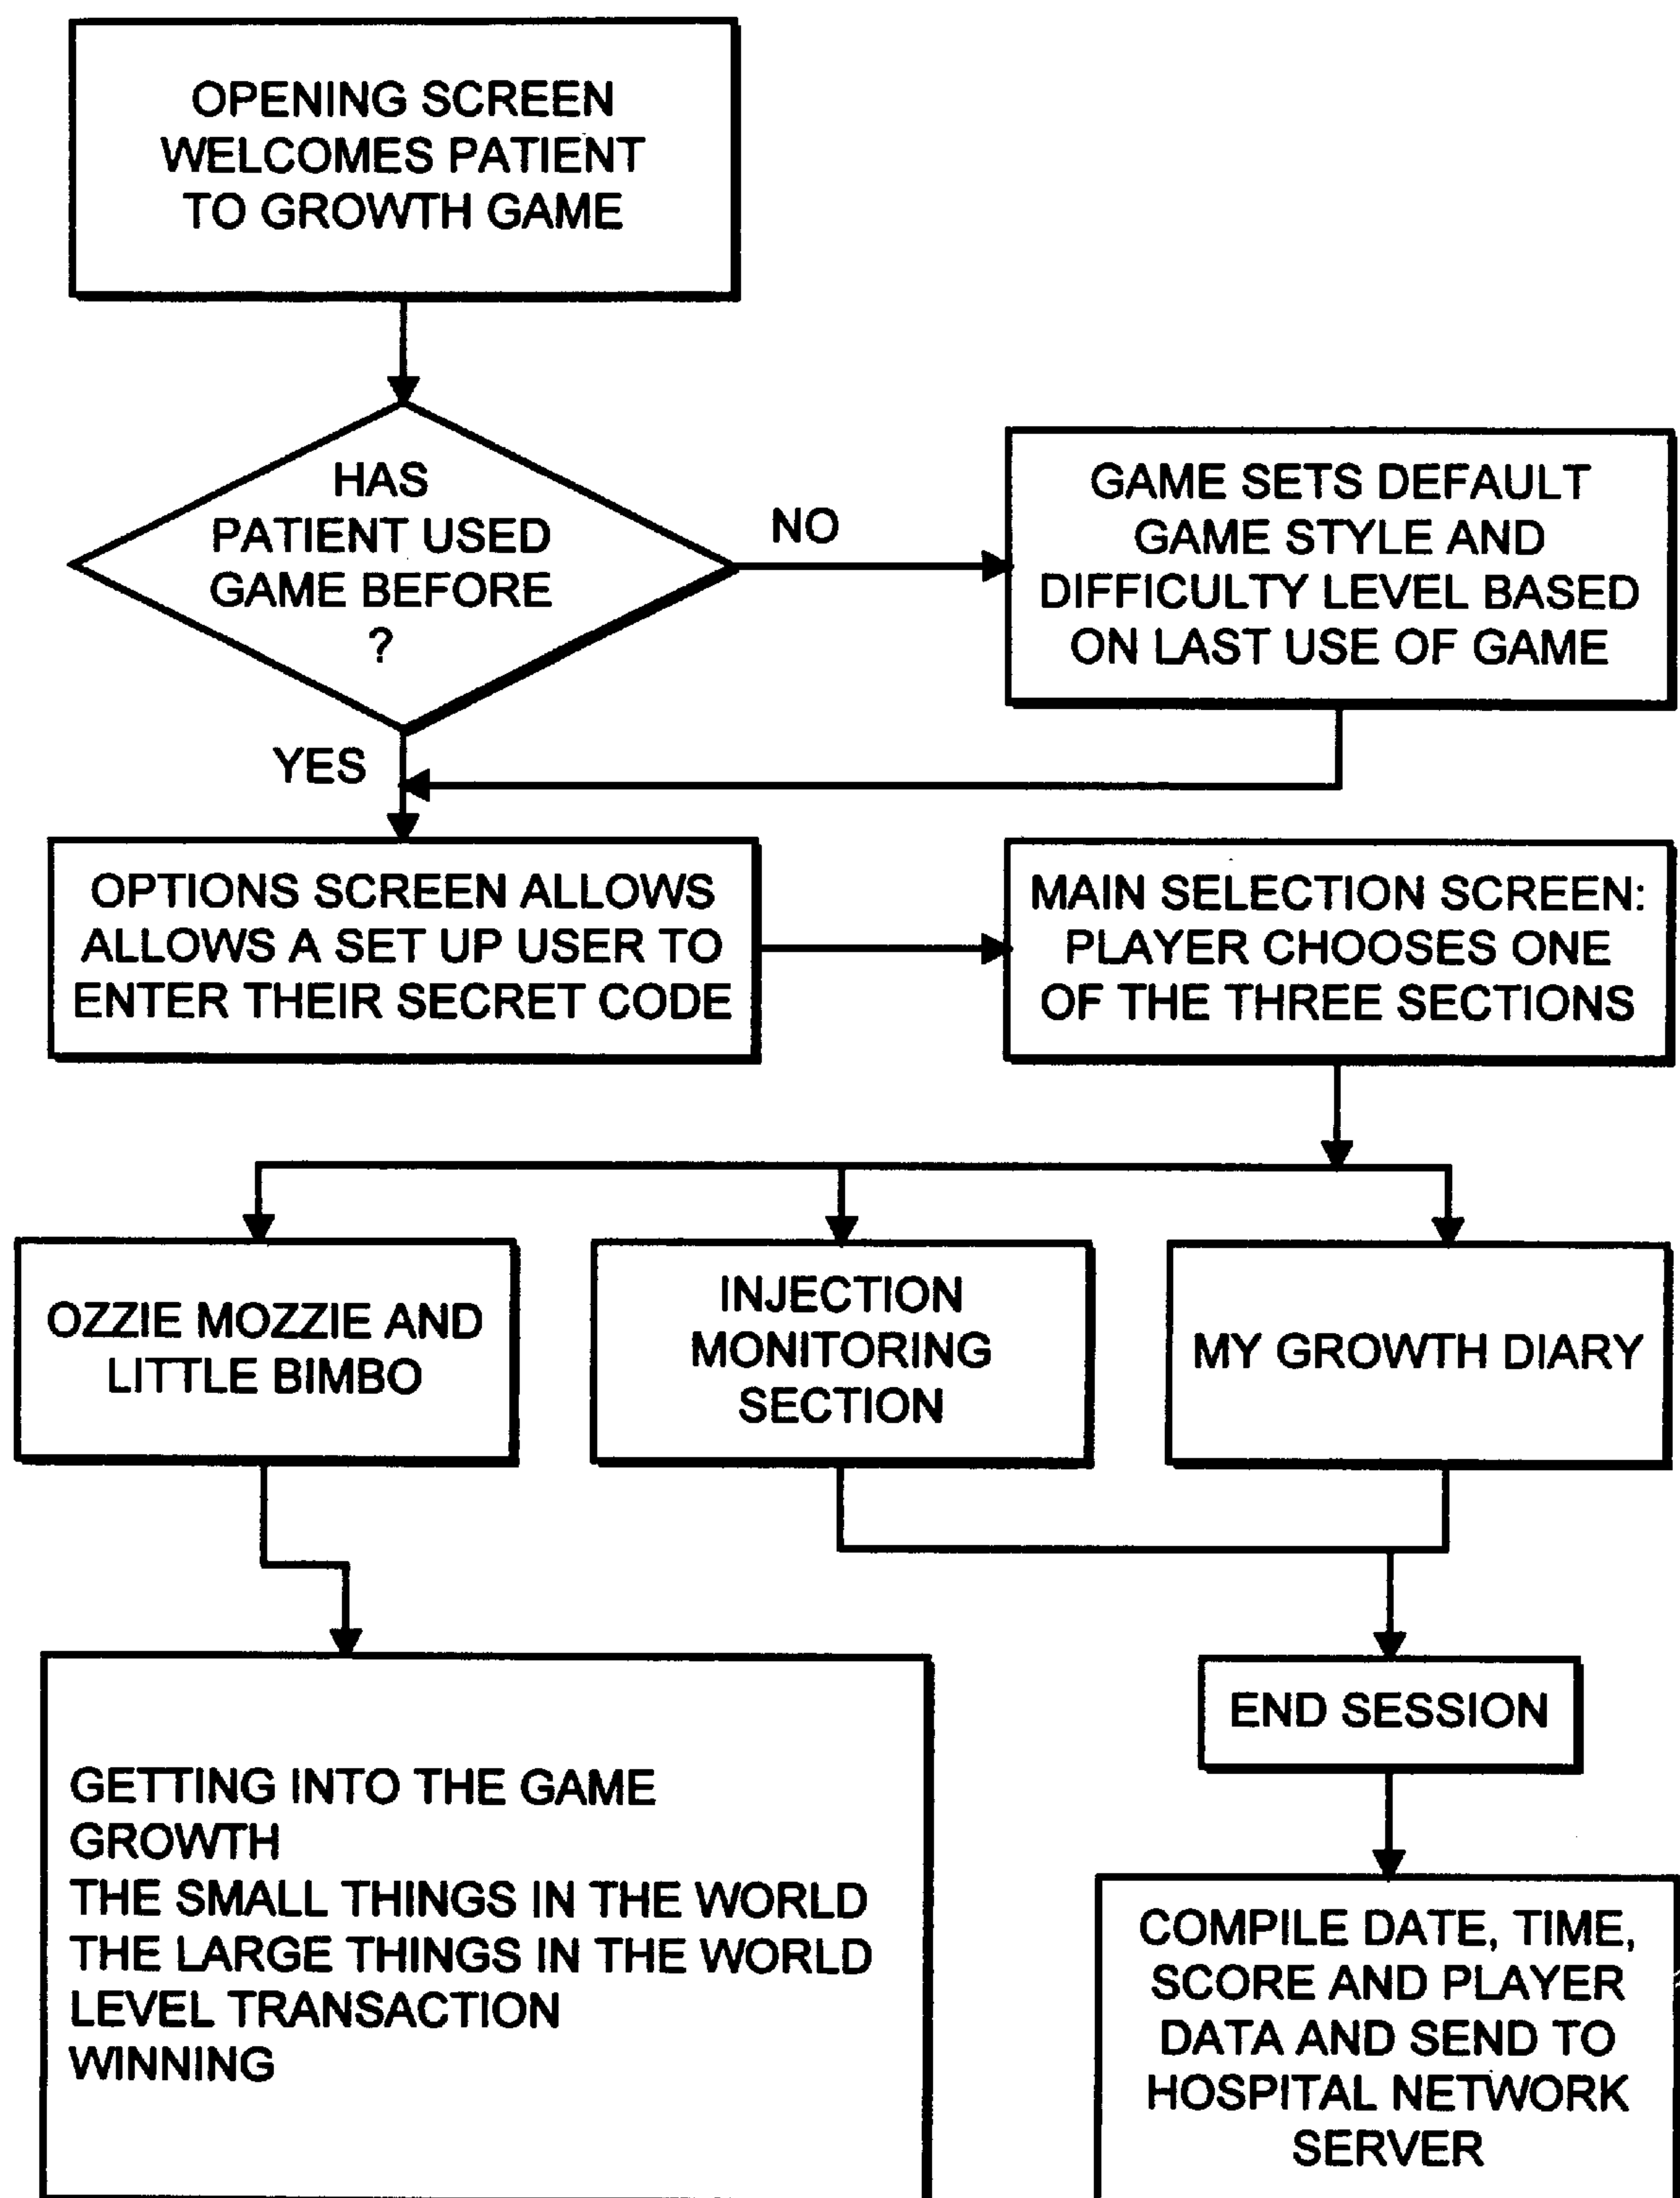 OPENING SCREEN
WELCOMES PATIENT
TO GROWTH GAME
HAS
PATIENT USED
GAME BEFORE
?
NO
GAME SETS DEFAULT
GAME STYLE AND
DIFFICULTY LEVEL BASED
ON LAST USE OF GAME
YES
OPTIONS SCREEN ALLOWS
ALLOWS A SET UP USER TO
ENTER THEIR SECRET CODE
MAIN SELECTION SCREEN:
PLAYER CHOOSES ONE
OF THE THREE SECTIONS
OZZIE MOZZIE AND
LITTLE BIMBO
INJECTION
MONITORING
SECTION
MY GROWTH DIARY
GETTING INTO THE GAME
GROWTH
THE SMALL THINGS IN THE WORLD
THE LARGE THINGS IN THE WORLD
LEVEL TRANSACTION
WINNING
END SESSION
COMPILE DATE, TIME,
SCORE AND PLAYER
DATA AND SEND TO
HOSPITAL NETWORK
SERVER